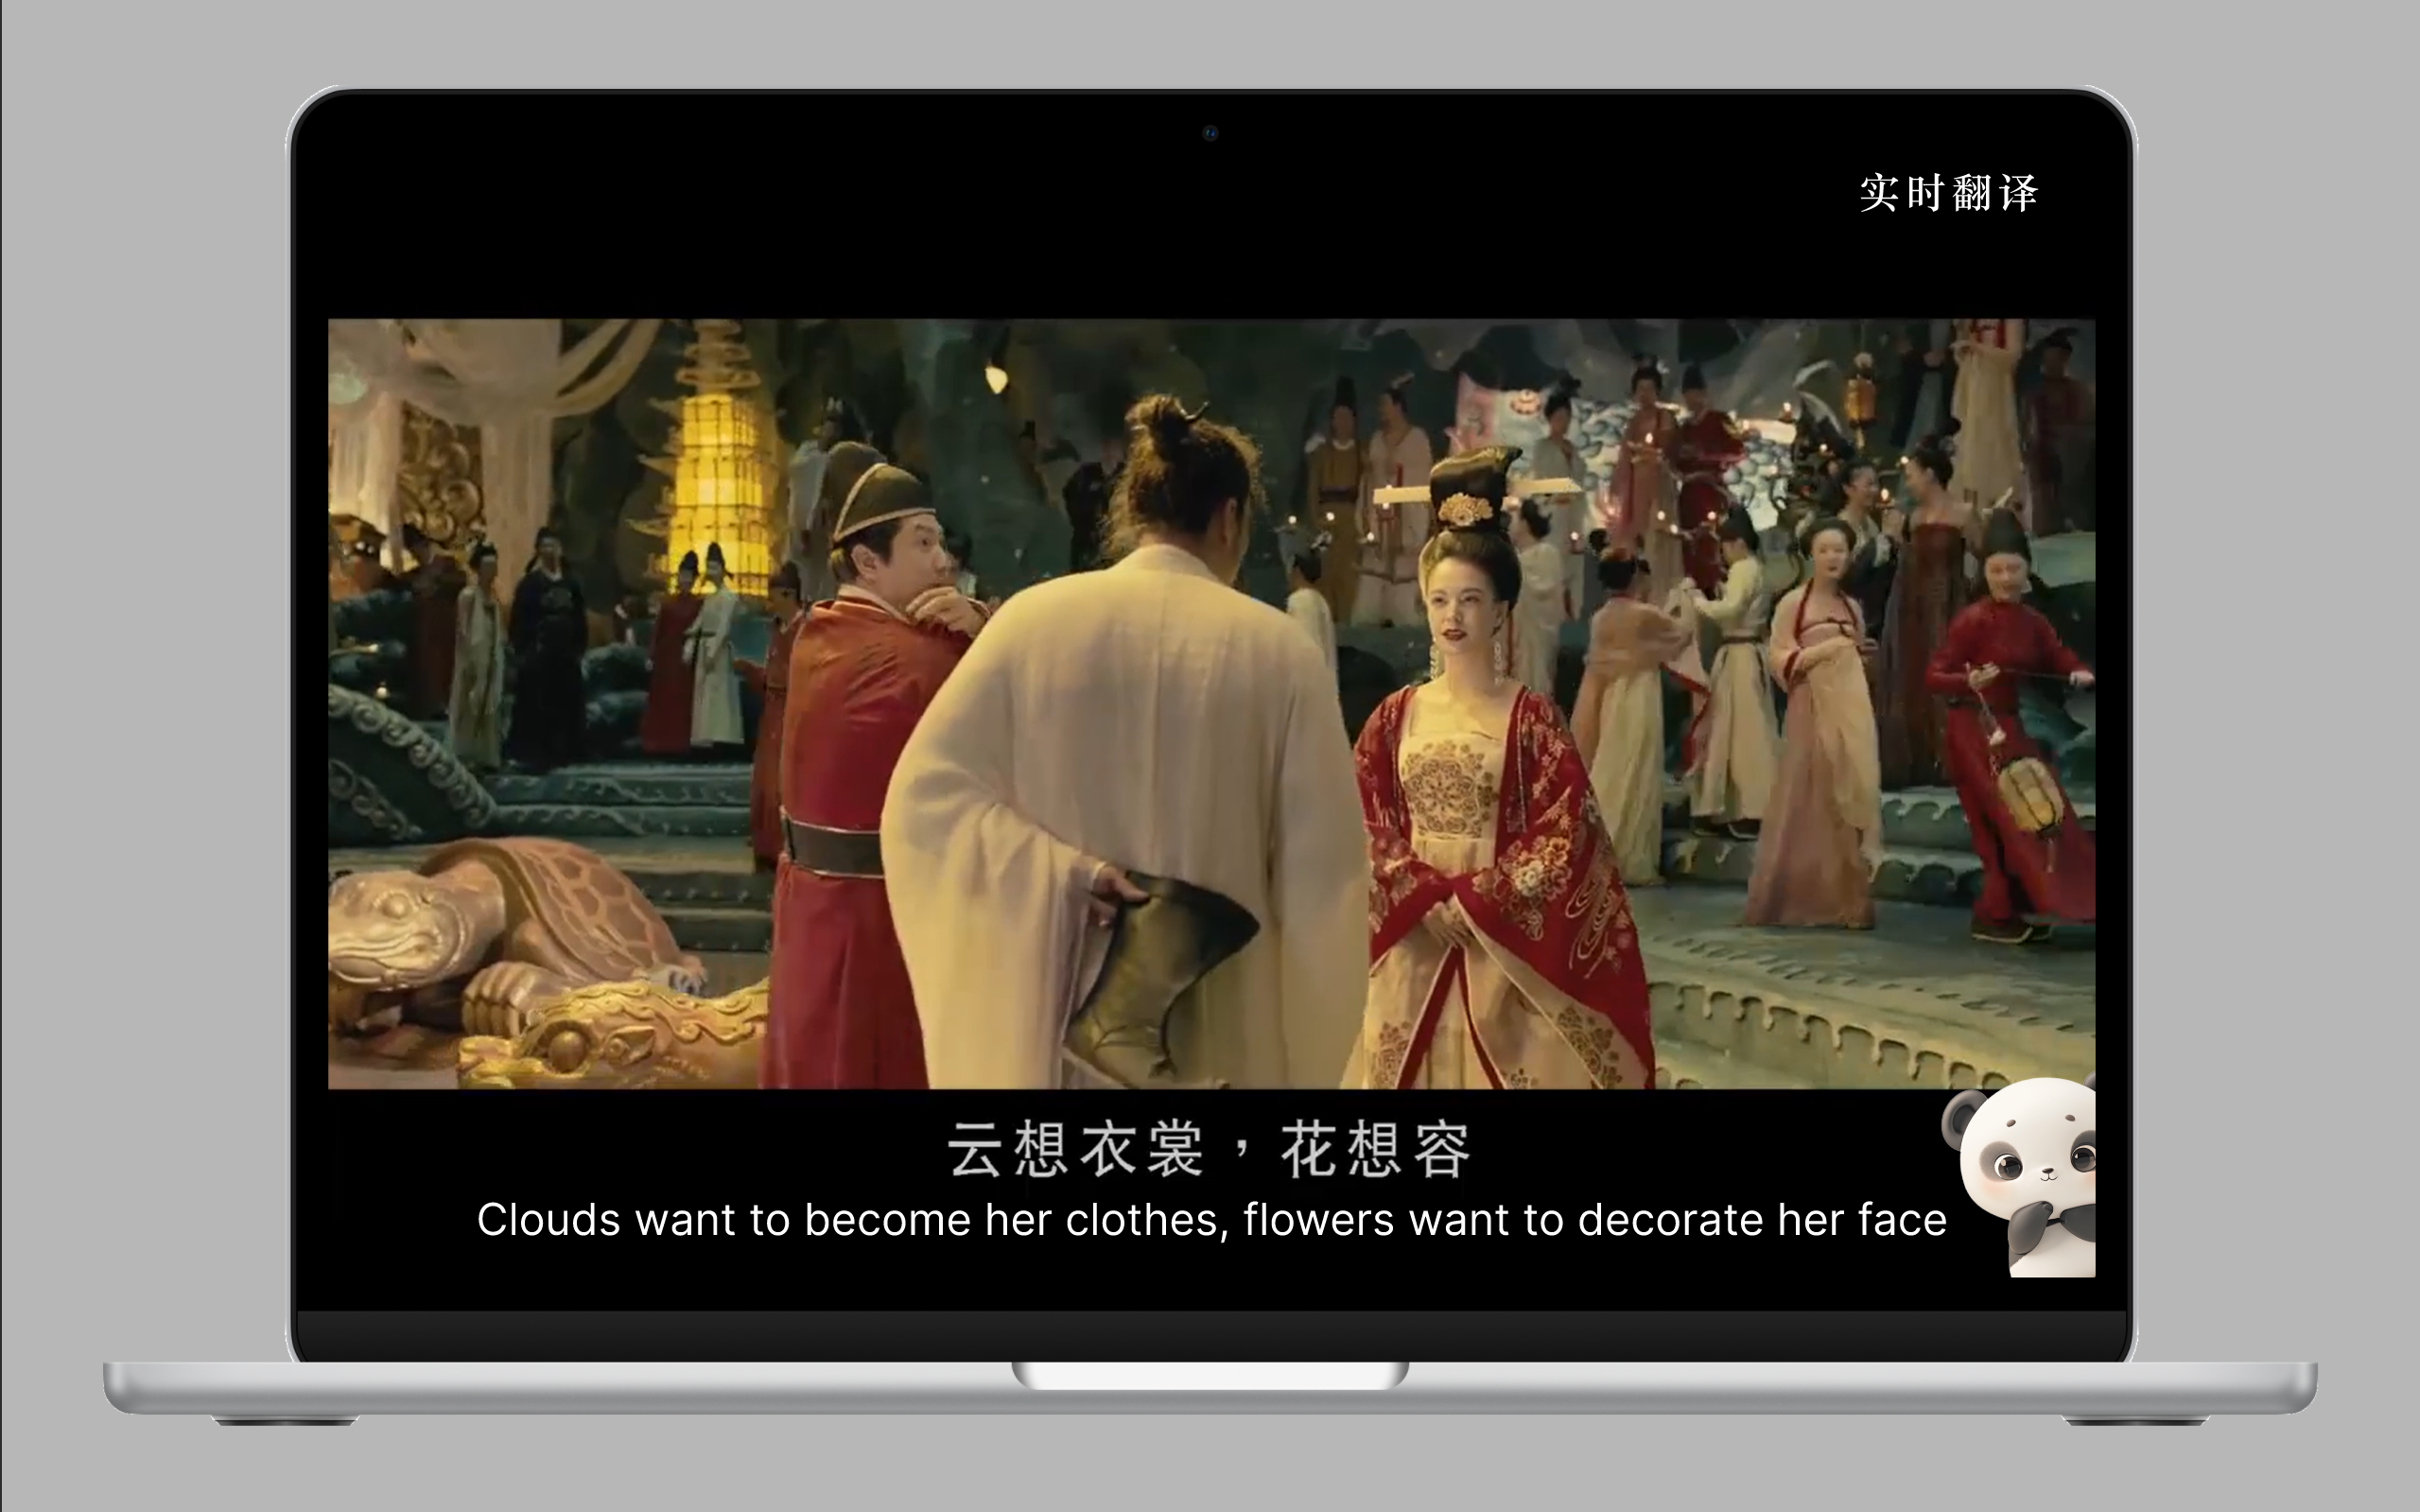 实时翻译
云想衣裳，花想容
Clouds want to become her clothes, flowers want to decorate her face